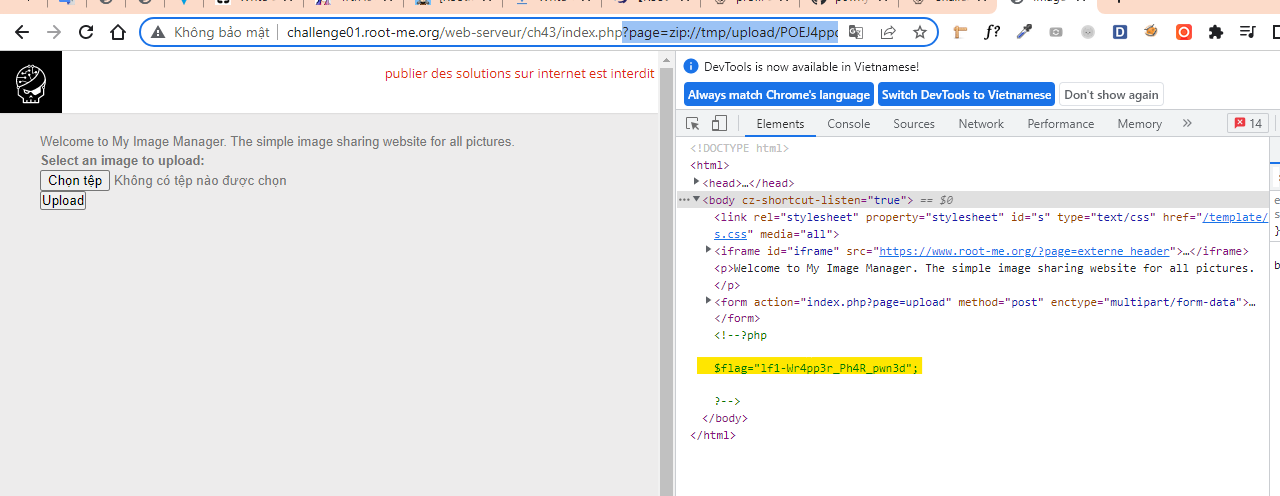 Không bảo mật
challenge01.root-me.org/web-serveur/ch43/index.php?page=zip://tmp/upload/POEJ4ppc
publier des solutions sur internet est interdit
Welcome to My Image Manager. The simple image sharing website for all pictures.
Select an image to upload:
Chọn tệp Không có tệp nào được chọn
Upload
DevTools is now available in Vietnamese!
Always match Chrome's language Switch DevTools to Vietnamese Don't show again
Elements Console Sources Network Performance Memory » 14
<!DOCTYPE html>
<html>
<head>…</head>
<body cz-shortcut-listen="true"> == $0
<link rel="stylesheet" property="stylesheet" id="s" type="text/css" href="/template/
s.css" media="all">
<iframe id="iframe" src="https://www.root-me.org/?page=externe_header">…</iframe>
<p>Welcome to My Image Manager. The simple image sharing website for all pictures.
</p>
<form action="index.php?page=upload" method="post" enctype="multipart/form-data">…
</form>
<!--?php
$flag="lf1-Wr4pp3r_Ph4R_pwn3d";
?-->
</body>
</html>